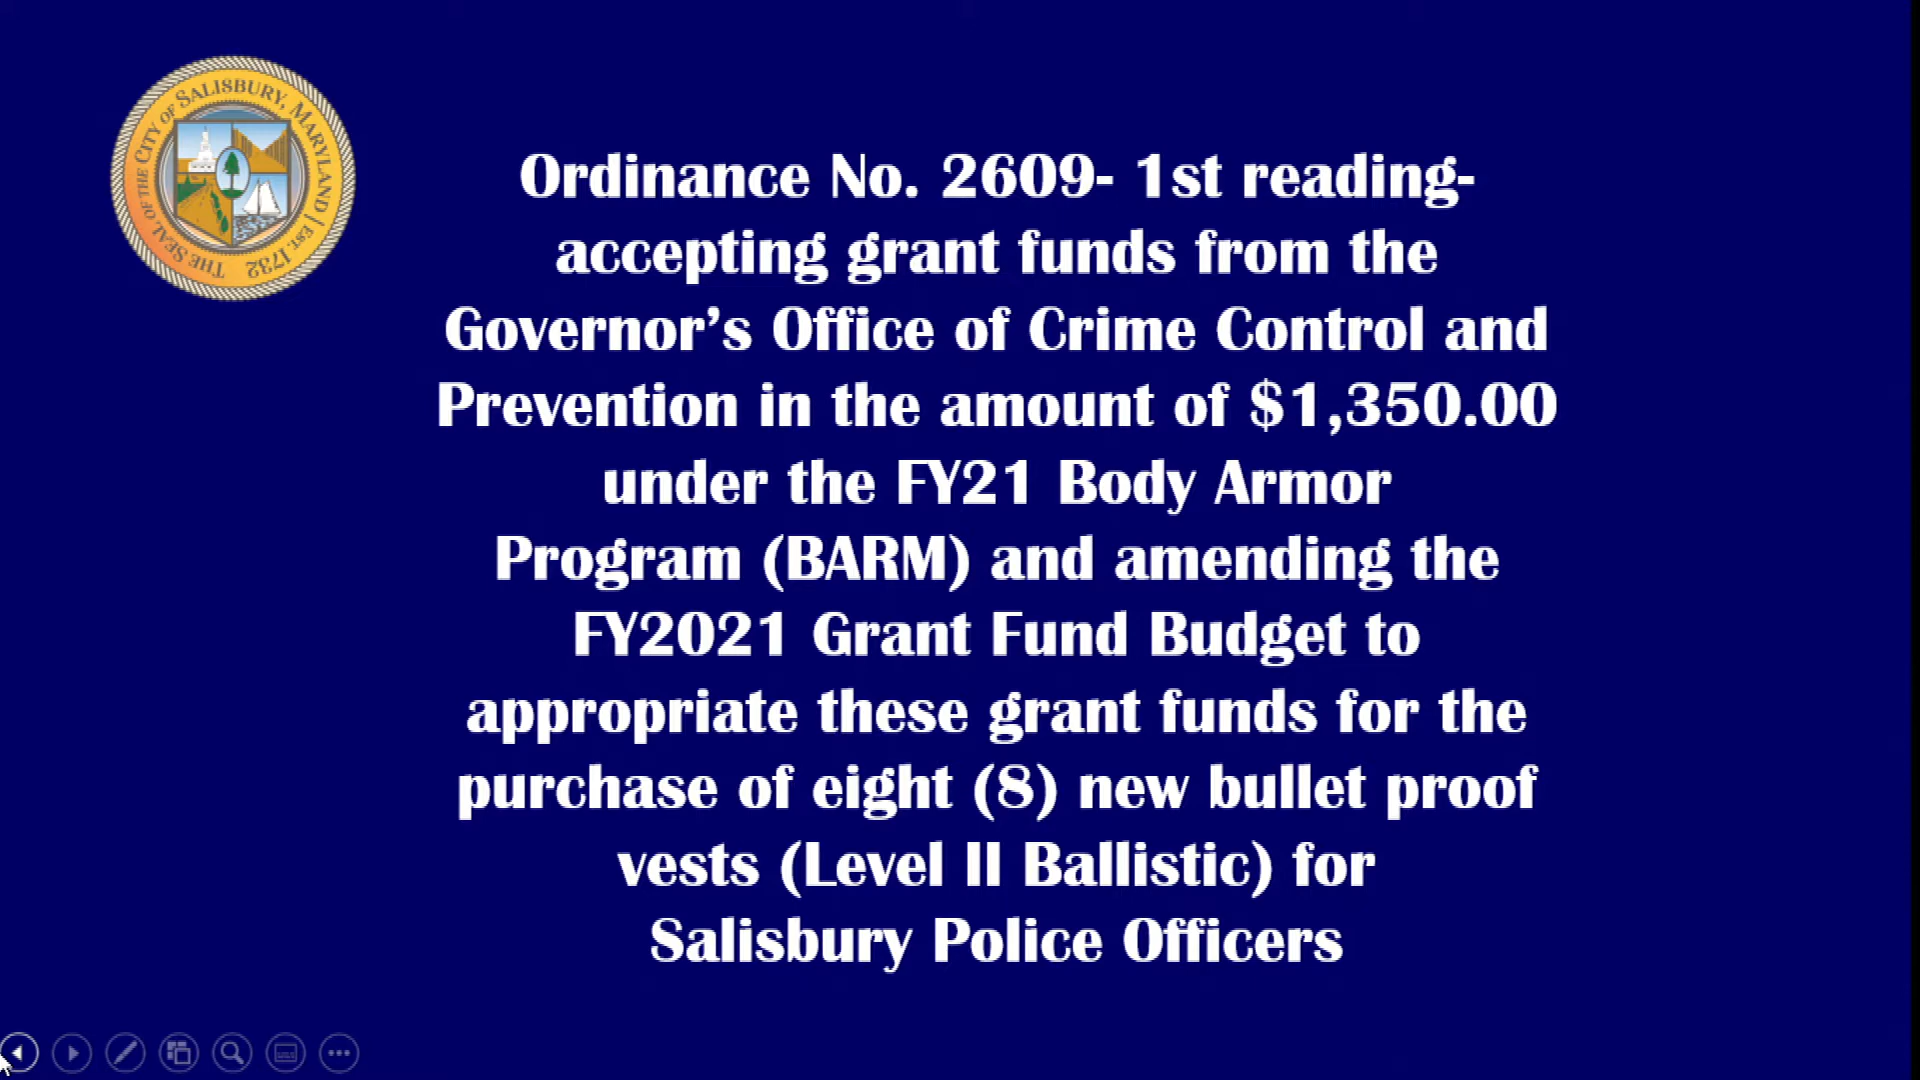 THE SEAL OF THE CITY OF SALISBURY, MARYLAND | EST. 1732
Ordinance No. 2609- 1st reading-
accepting grant funds from the
Governor’s Office of Crime Control and
Prevention in the amount of $1,350.00
under the FY21 Body Armor
Program (BARM) and amending the
FY2021 Grant Fund Budget to
appropriate these grant funds for the
purchase of eight (8) new bullet proof
vests (Level II Ballistic) for
Salisbury Police Officers